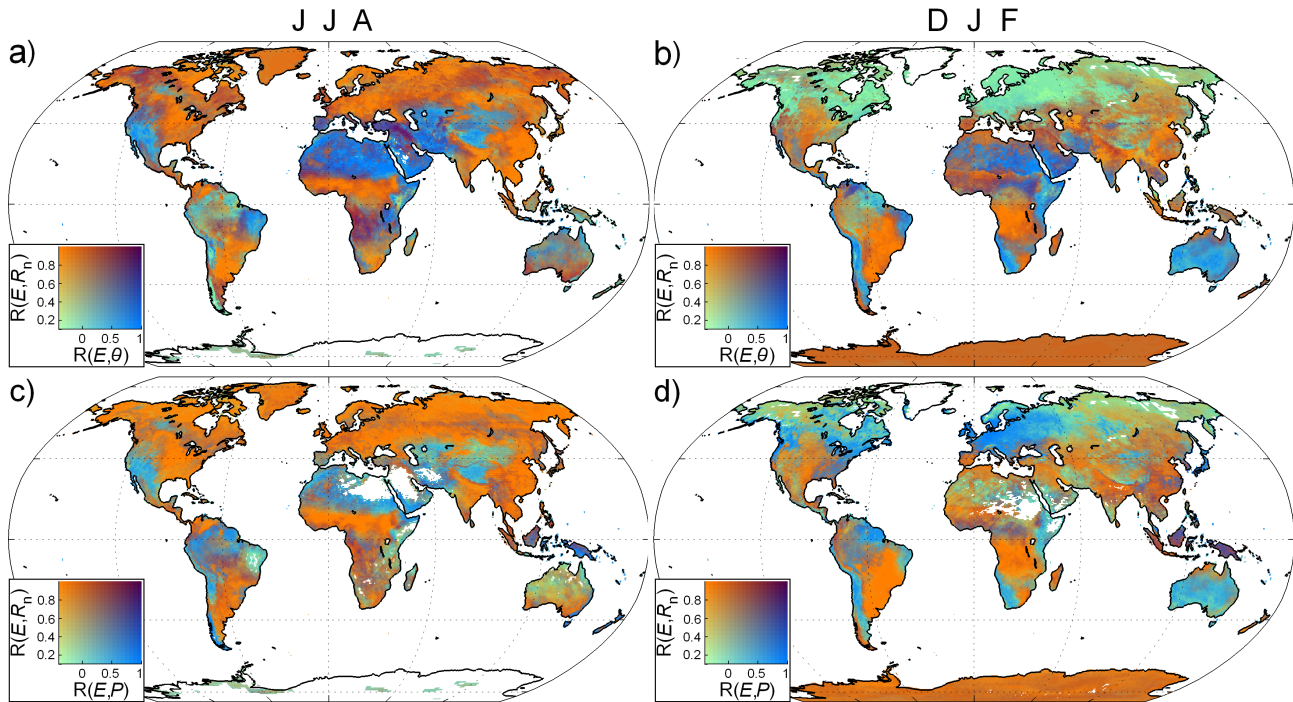 J J A
D J F
a)
R(E,Rn)
0.8
0.6
0.4
0.2
0 0.5 1
R(E,θ)
b)
R(E,Rn)
0.8
0.6
0.4
0.2
0 0.5 1
R(E,θ)
c)
R(E,Rn)
0.8
0.6
0.4
0.2
0 0.5 1
R(E,P)
d)
R(E,Rn)
0.8
0.6
0.4
0.2
0 0.5 1
R(E,P)